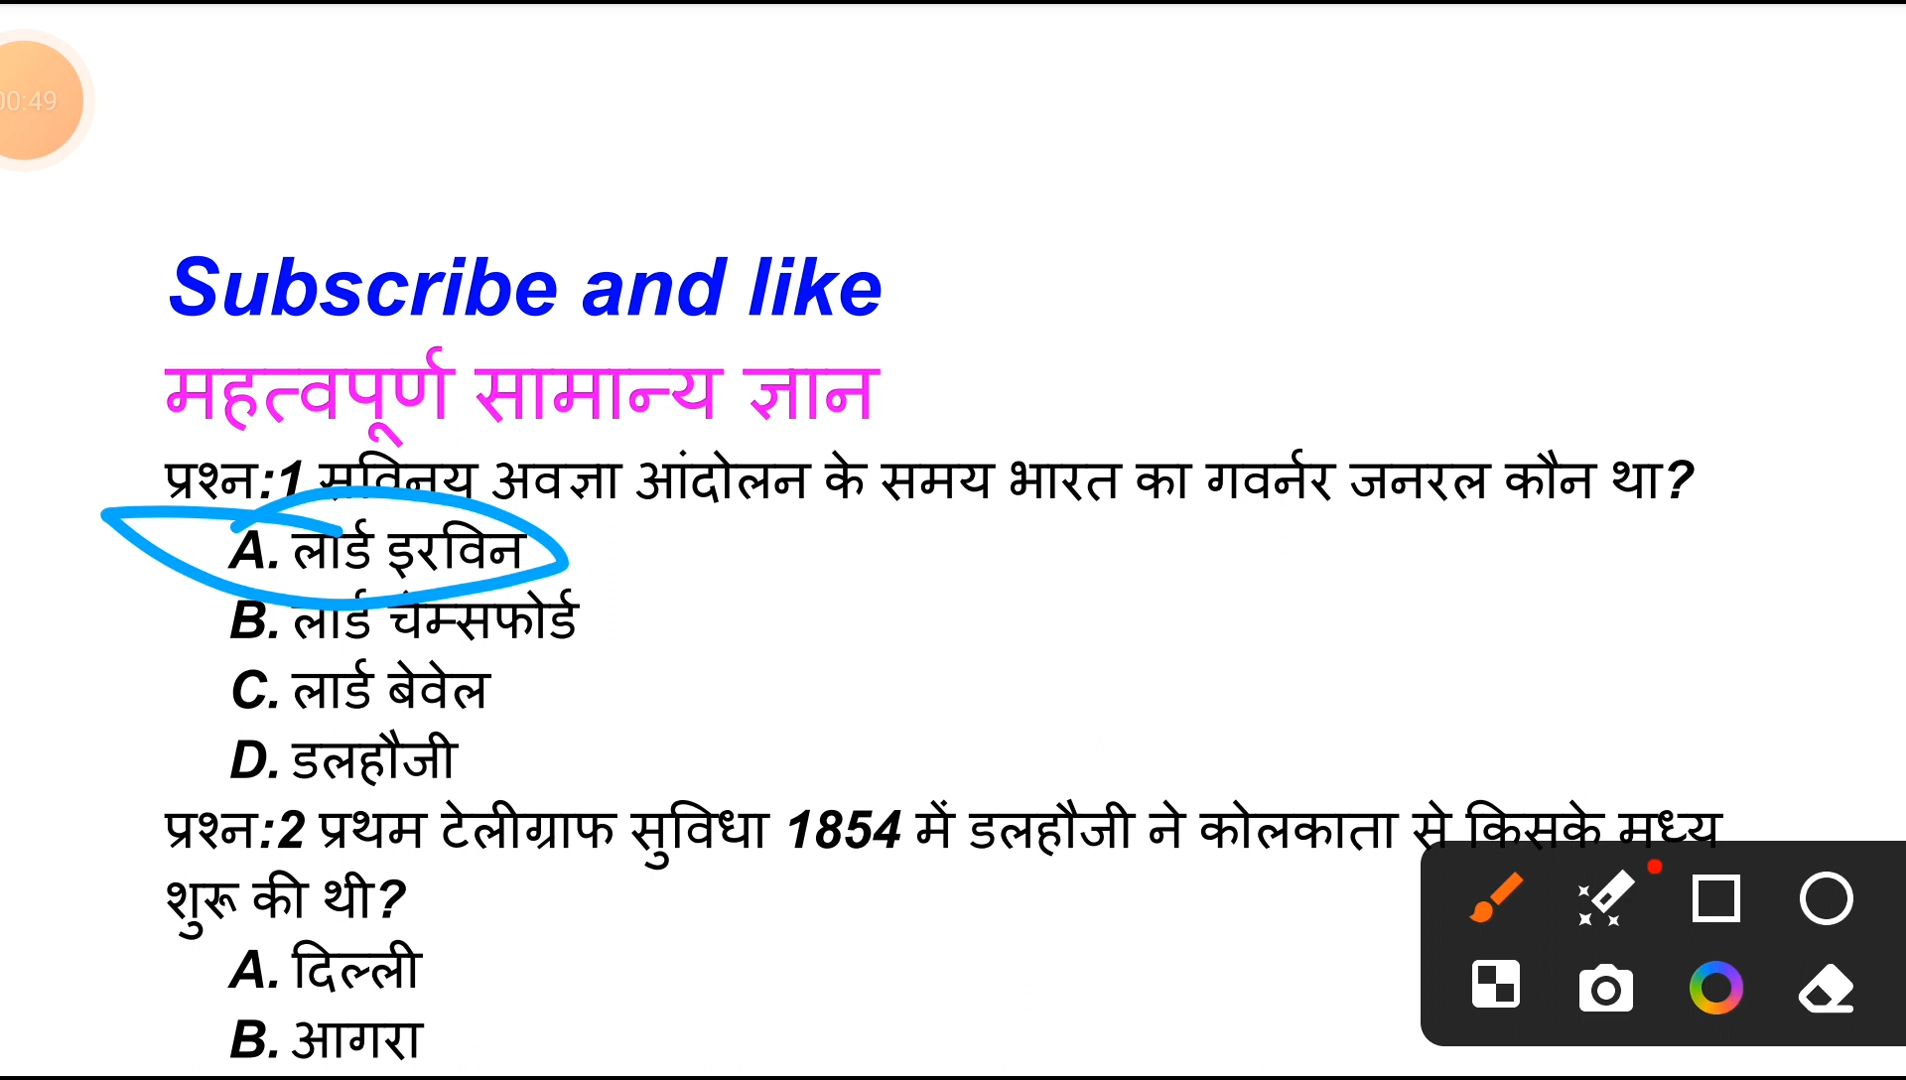 00:49
Subscribe and like
महत्वपूर्ण सामान्य ज्ञान
प्रश्न:1 सविनय अवज्ञा आंदोलन के समय भारत का गवर्नर जनरल कौन था?
A. लार्ड इरविन
B. लार्ड चेम्सफोर्ड
C. लार्ड बेवेल
D. डलहौजी
प्रश्न:2 प्रथम टेलीग्राफ सुविधा 1854 में डलहौजी ने कोलकाता से किसके मध्य
शुरू की थी?
A. दिल्ली
B. आगरा